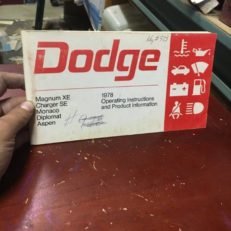 Dodge
Magnum XE
Charger SE
Monaco
Diplomat
Aspen
1978
Operating Instructions
and Product Information